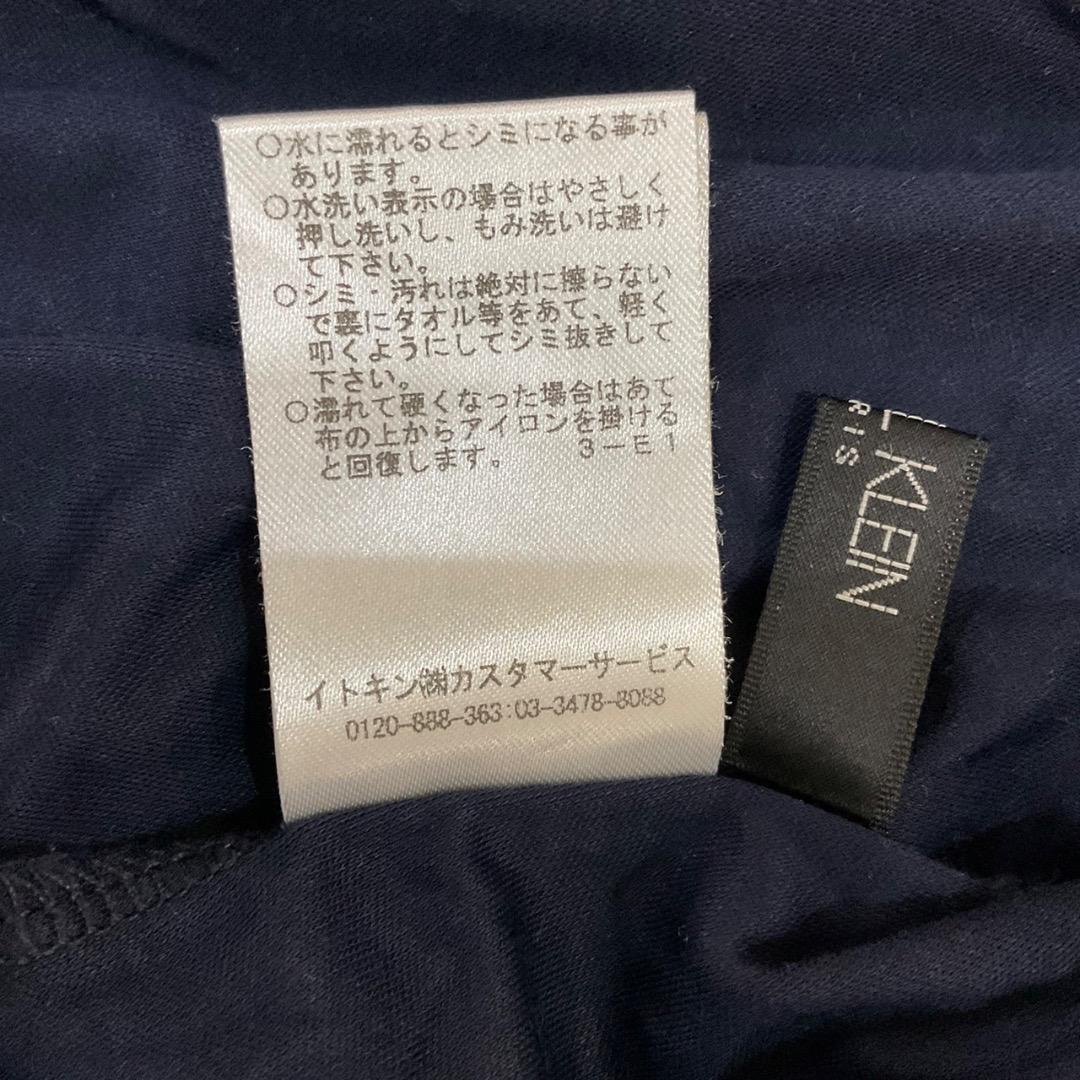 ○水に濡れるとシミになる事が
あります。
○水洗い表示の場合はやさしく
押し洗いし、もみ洗いは避け
て下さい。
○シミ・汚れは絶対に擦らない
で裏にタオル等をあて、軽く
叩くようにしてシミ抜きして
下さい。
○濡れて硬くなった場合はあて
布の上からアイロンを掛ける
と回復します。 3-E1
イトキン㈱カスタマーサービス
0120-888-363:03-3478-8088
L KLEIN
RIS